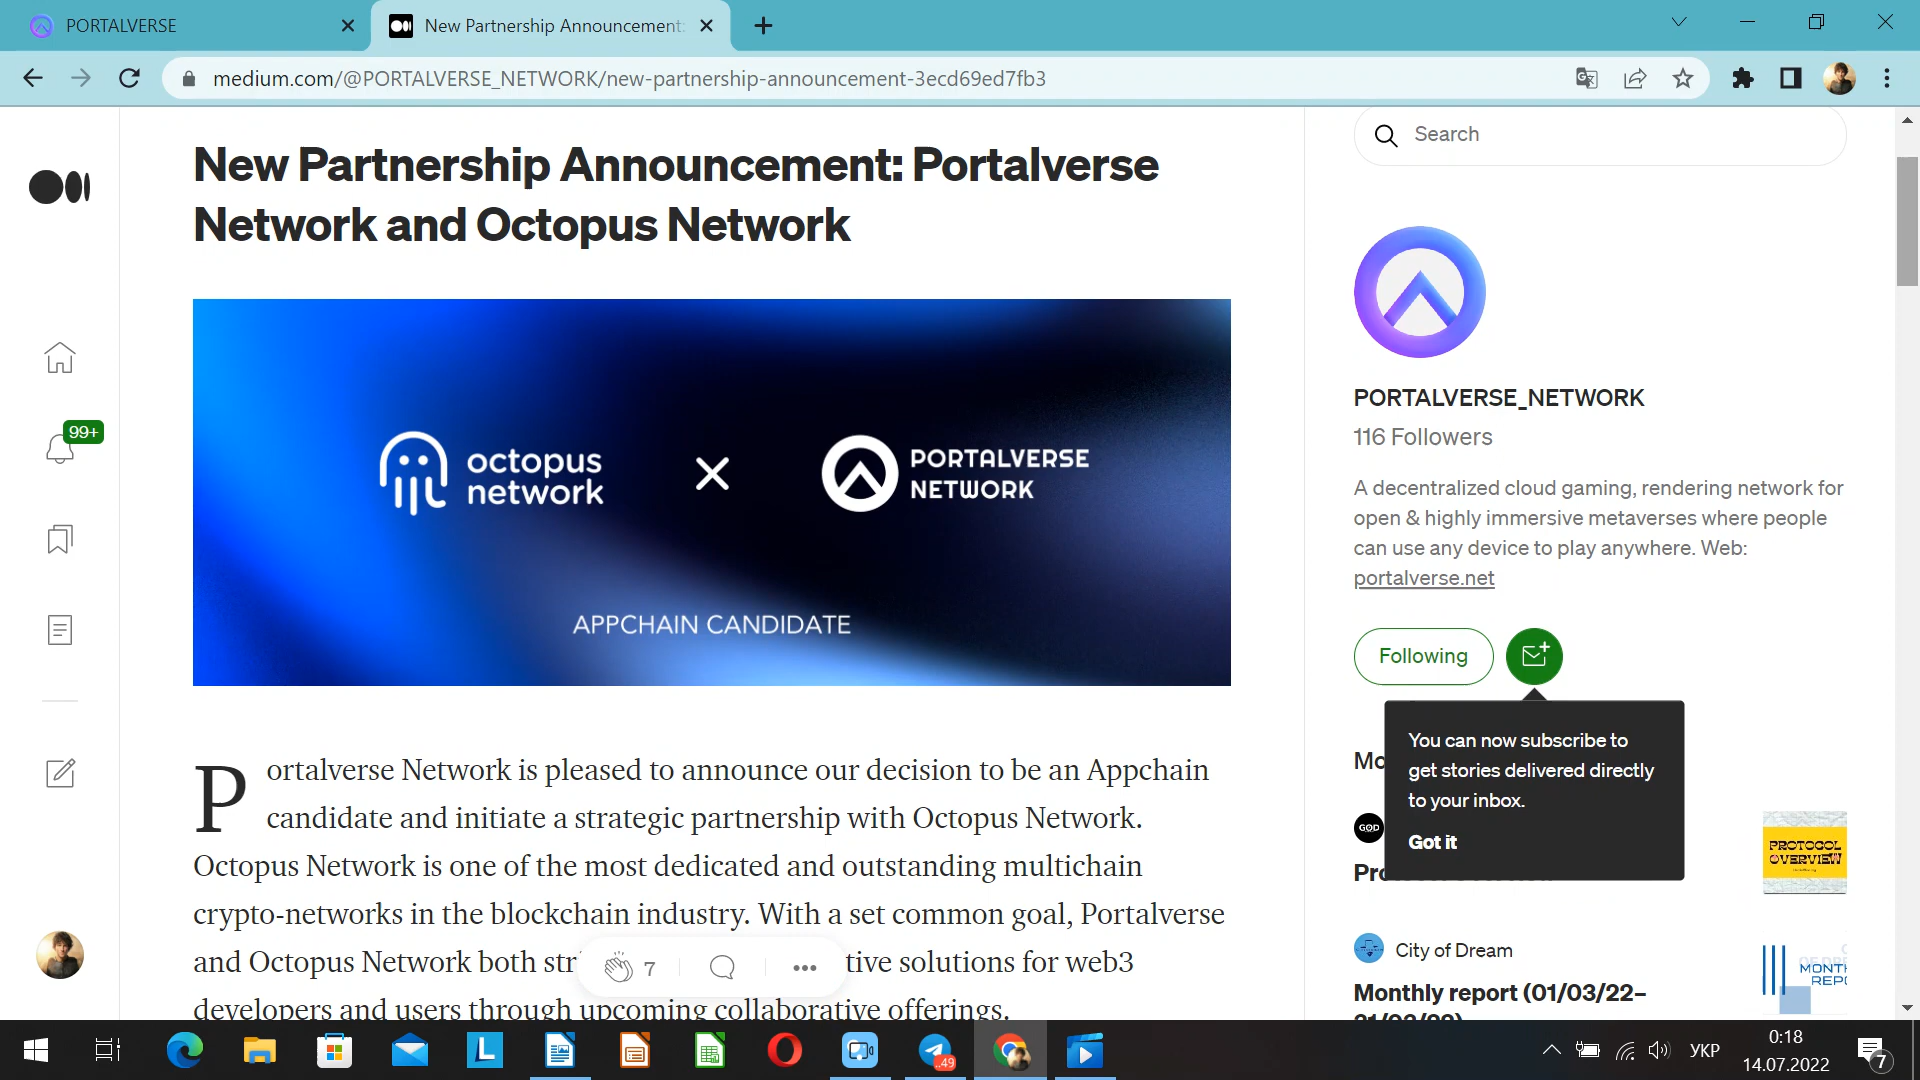 PORTALVERSE
New Partnership Announcement:
medium.com/@PORTALVERSE_NETWORK/new-partnership-announcement-3ecd69ed7fb3
Search
New Partnership Announcement: Portalverse
Network and Octopus Network
octopus
network
PORTALVERSE
NETWORK
APPCHAIN CANDIDATE
99+
PORTALVERSE_NETWORK
116 Followers
A decentralized cloud gaming, rendering network for
open & highly immersive metaverses where people
can use any device to play anywhere. Web:
portalverse.net
Following
You can now subscribe to
get stories delivered directly
to your inbox.
Got it
Portalverse Network is pleased to announce our decision to be an Appchain
candidate and initiate a strategic partnership with Octopus Network.
Octopus Network is one of the most dedicated and outstanding multichain
crypto-networks in the blockchain industry. With a set common goal, Portalverse
and Octopus Network both str tive solutions for web3
developers and users through upcoming collaborative offerings.
7
Mo
GOD
PROTOCOL
OVERVIEW
City of Dream
Monthly report (01/03/22–
MONTH
REPO
L
49
УКР
0:18
14.07.2022
7